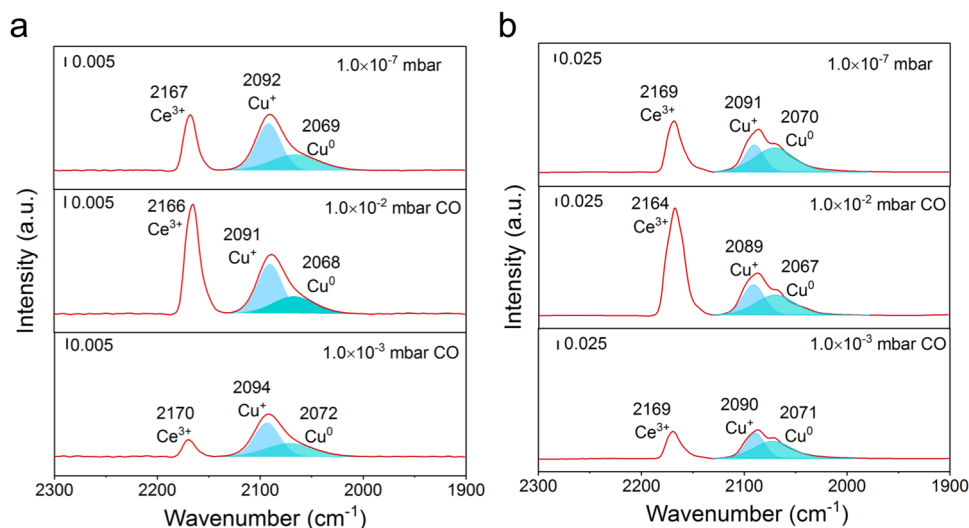 a
Intensity (a.u.)
0.005
1.0×10⁻⁷ mbar
2167
Ce³⁺
2092
Cu⁺
2069
Cu⁰
0.005
1.0×10⁻² mbar CO
2166
Ce³⁺
2091
Cu⁺
2068
Cu⁰
0.005
1.0×10⁻³ mbar CO
2170
Ce³⁺
2094
Cu⁺
2072
Cu⁰
2300 2200 2100 2000 1900
Wavenumber (cm⁻¹)
b
Intensity (a.u.)
0.025
1.0×10⁻⁷ mbar
2169
Ce³⁺
2091
Cu⁺
2070
Cu⁰
0.025
1.0×10⁻² mbar CO
2164
Ce³⁺
2089
Cu⁺
2067
Cu⁰
0.025
1.0×10⁻³ mbar CO
2169
Ce³⁺
2090
Cu⁺
2071
Cu⁰
2300 2200 2100 2000 1900
Wavenumber (cm⁻¹)